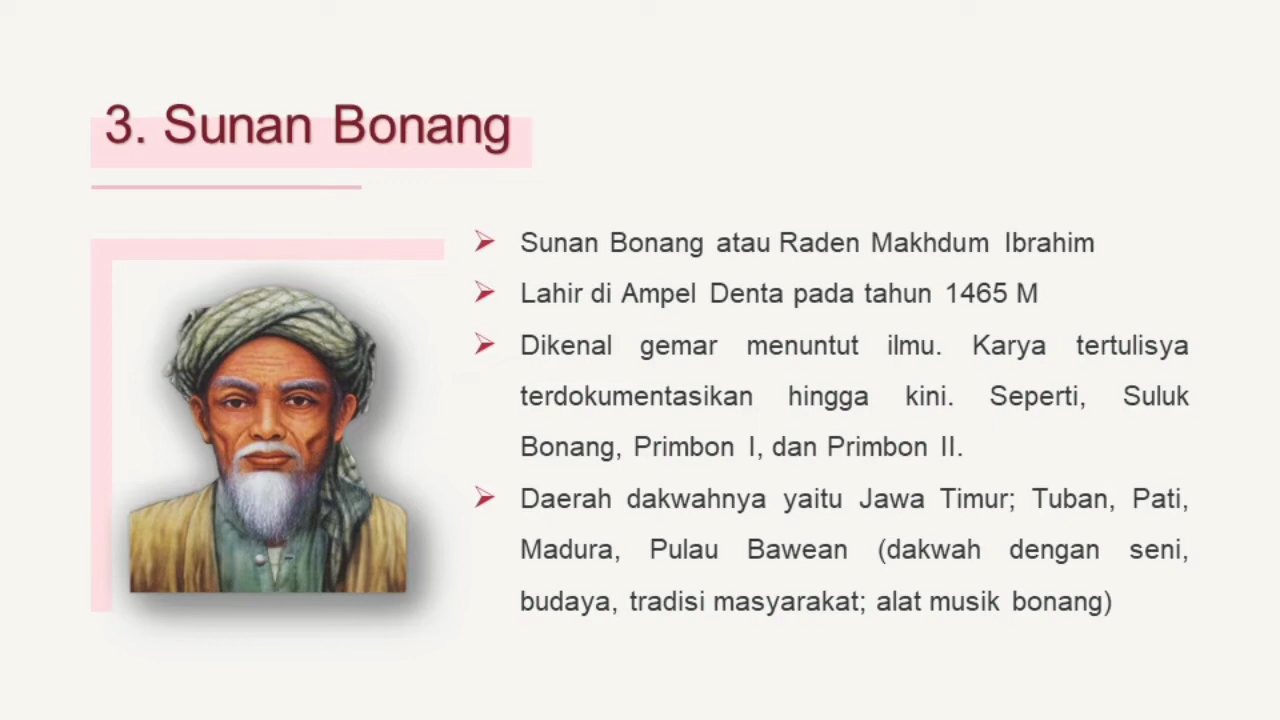 3. Sunan Bonang
Sunan Bonang atau Raden Makhdum Ibrahim
Lahir di Ampel Denta pada tahun 1465 M
Dikenal gemar menuntut ilmu. Karya tertulisya
terdokumentasikan hingga kini. Seperti, Suluk
Bonang, Primbon I, dan Primbon II.
Daerah dakwahnya yaitu Jawa Timur; Tuban, Pati,
Madura, Pulau Bawean (dakwah dengan seni,
budaya, tradisi masyarakat; alat musik bonang)